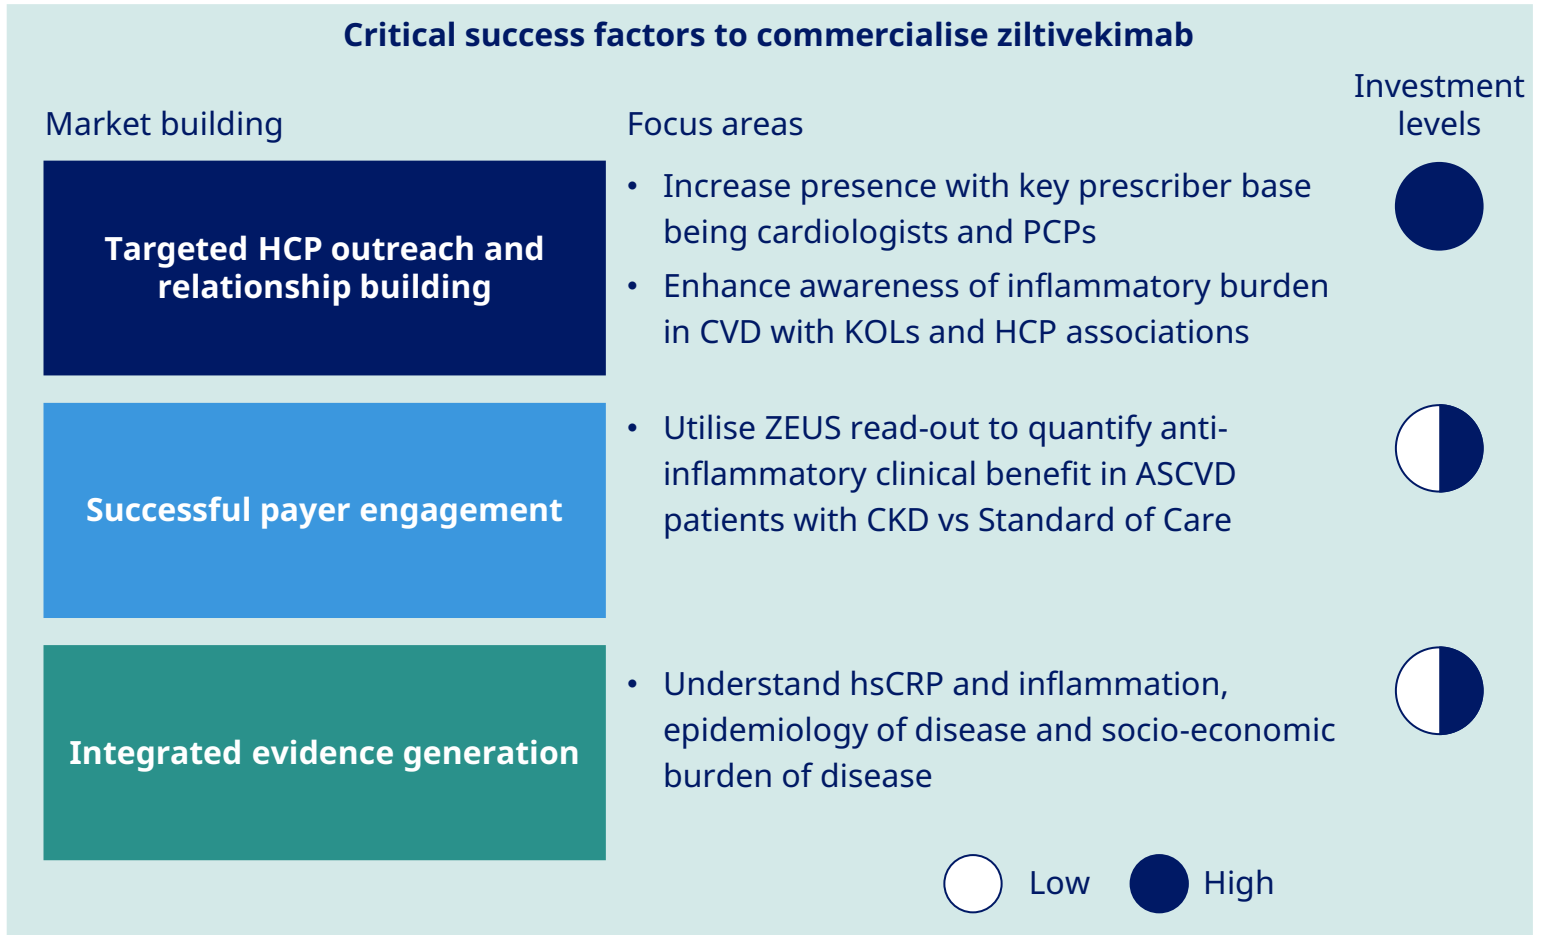 Critical success factors to commercialise ziltivekimab
Market building
Focus areas
Investment
levels
Targeted HCP outreach and
relationship building
• Increase presence with key prescriber base
being cardiologists and PCPs
• Enhance awareness of inflammatory burden
in CVD with KOLs and HCP associations
Successful payer engagement
• Utilise ZEUS read-out to quantify anti-
inflammatory clinical benefit in ASCVD
patients with CKD vs Standard of Care
Integrated evidence generation
• Understand hsCRP and inflammation,
epidemiology of disease and socio-economic
burden of disease
Low
High